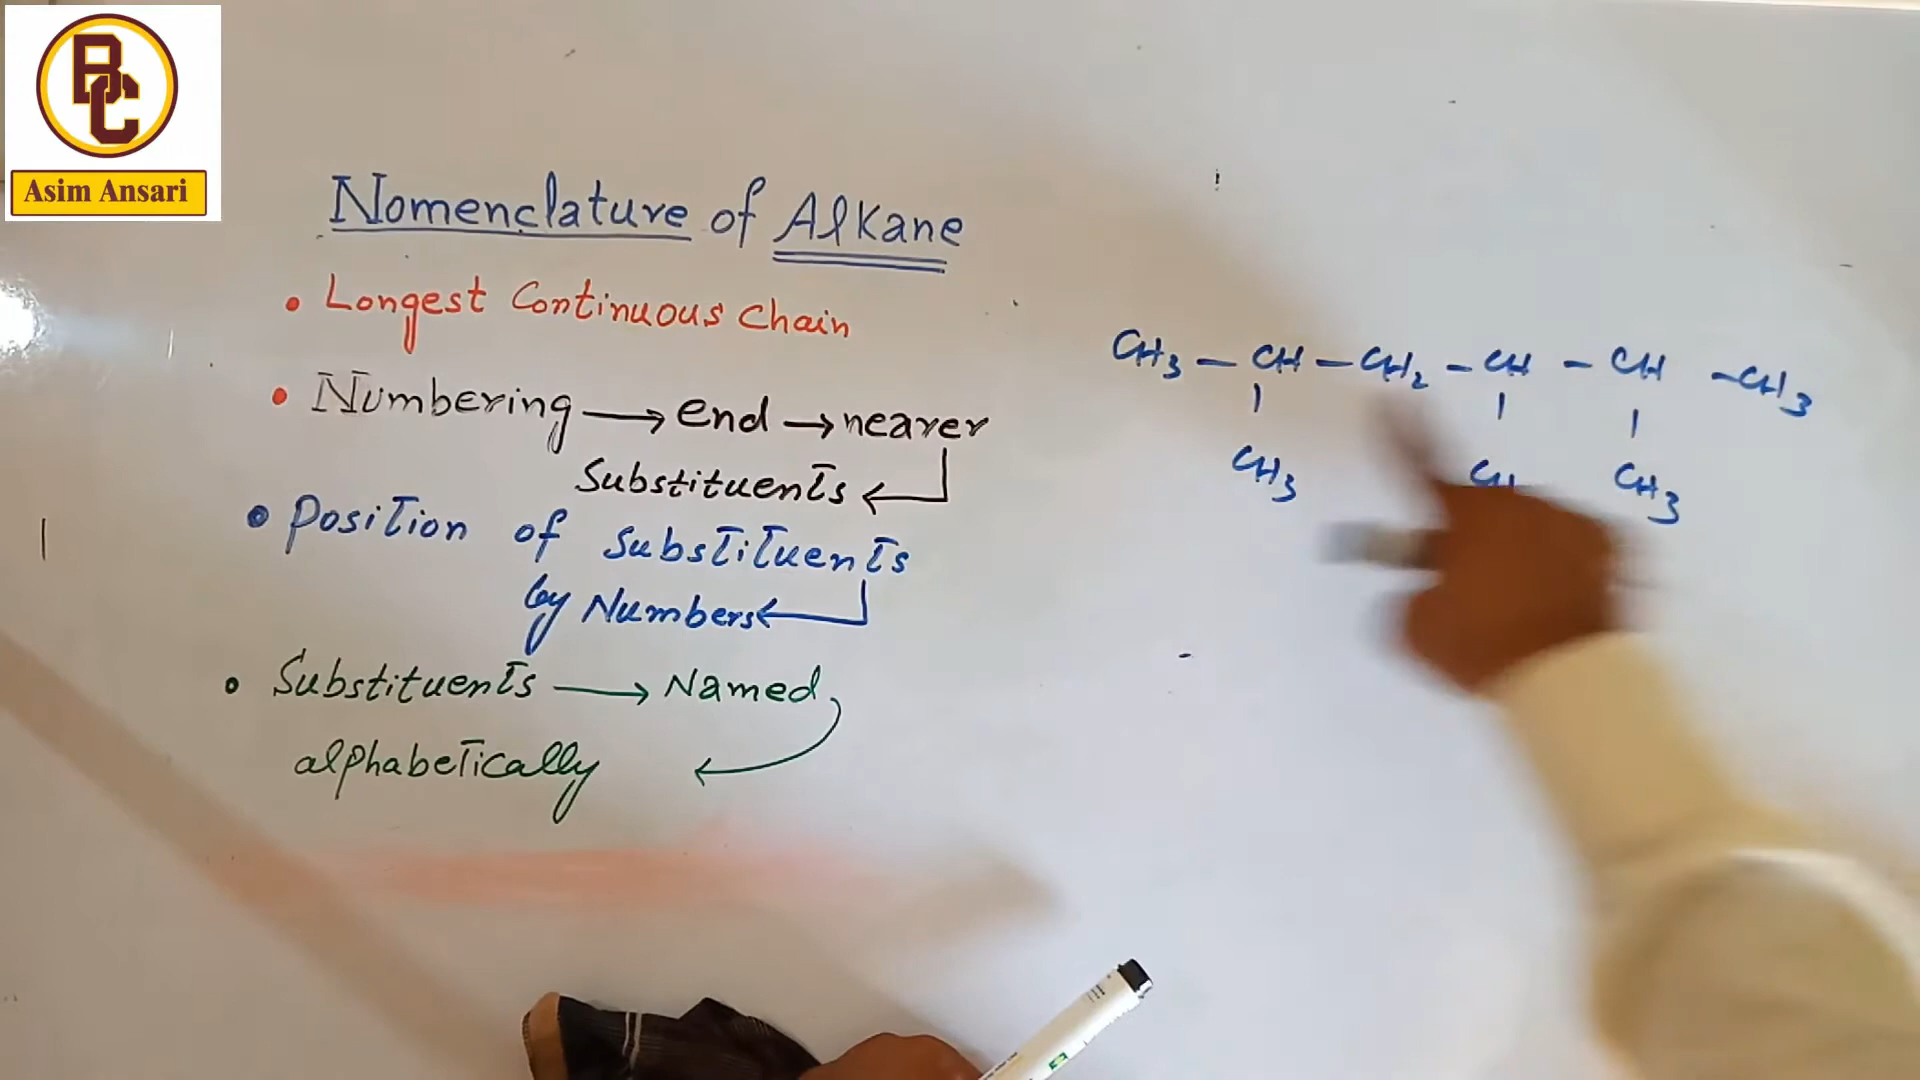 BC
Asim Ansari
Nomenclature of Alkane
• Longest Continuous Chain
• Numbering → end → nearer
Substituents ←
• Position of Substituents
by Numbers ←
• Substituents → Named
alphabetically ←
CH3 – CH – CH2 – CH – CH – CH3
CH3 CH3